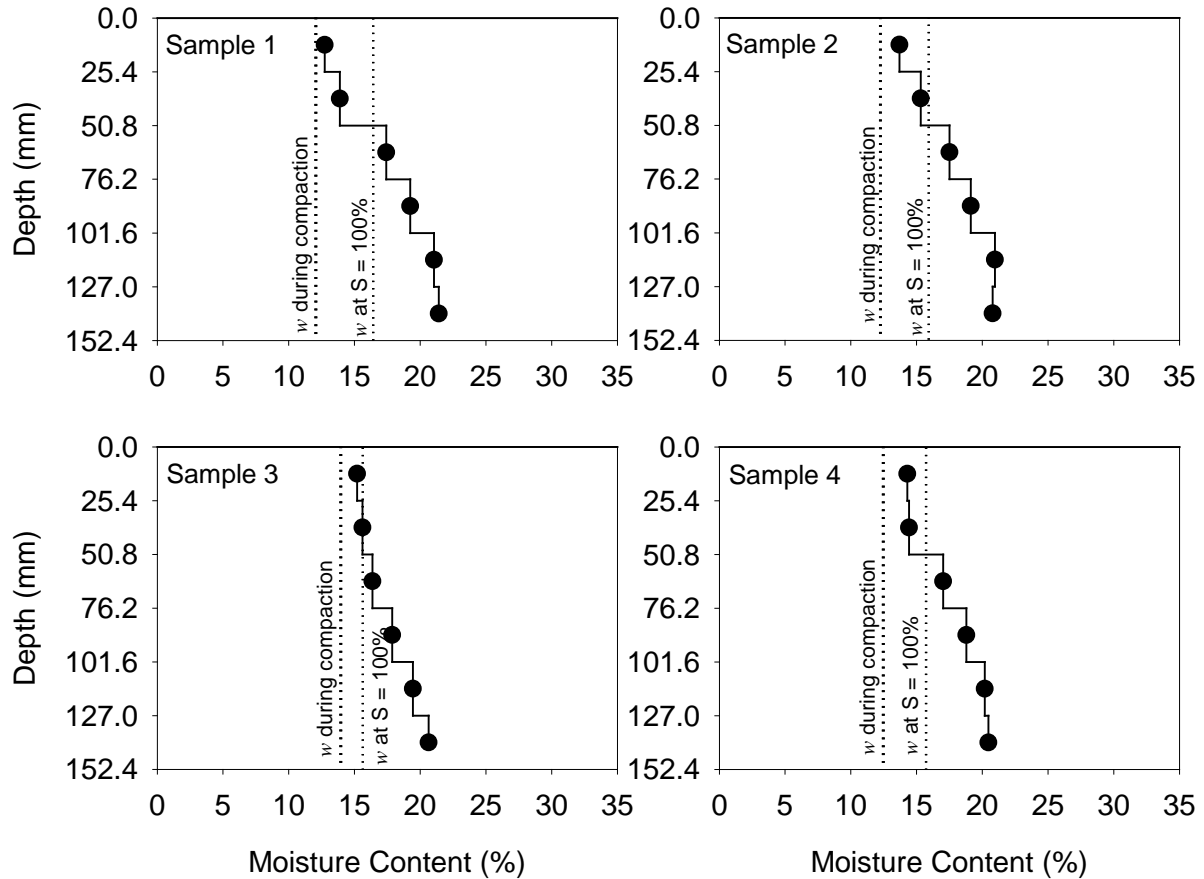 Sample 1
Sample 2
Depth (mm)
0.0
25.4
50.8
76.2
101.6
127.0
152.4
w during compaction
w at S = 100%
0 5 10 15 20 25 30 35
0.0
25.4
50.8
76.2
101.6
127.0
152.4
w during compaction
w at S = 100%
0 5 10 15 20 25 30 35
Sample 3
Sample 4
Depth (mm)
0.0
25.4
50.8
76.2
101.6
127.0
152.4
w during compaction
w at S = 100%
0 5 10 15 20 25 30 35
Moisture Content (%)
0.0
25.4
50.8
76.2
101.6
127.0
152.4
w during compaction
w at S = 100%
0 5 10 15 20 25 30 35
Moisture Content (%)